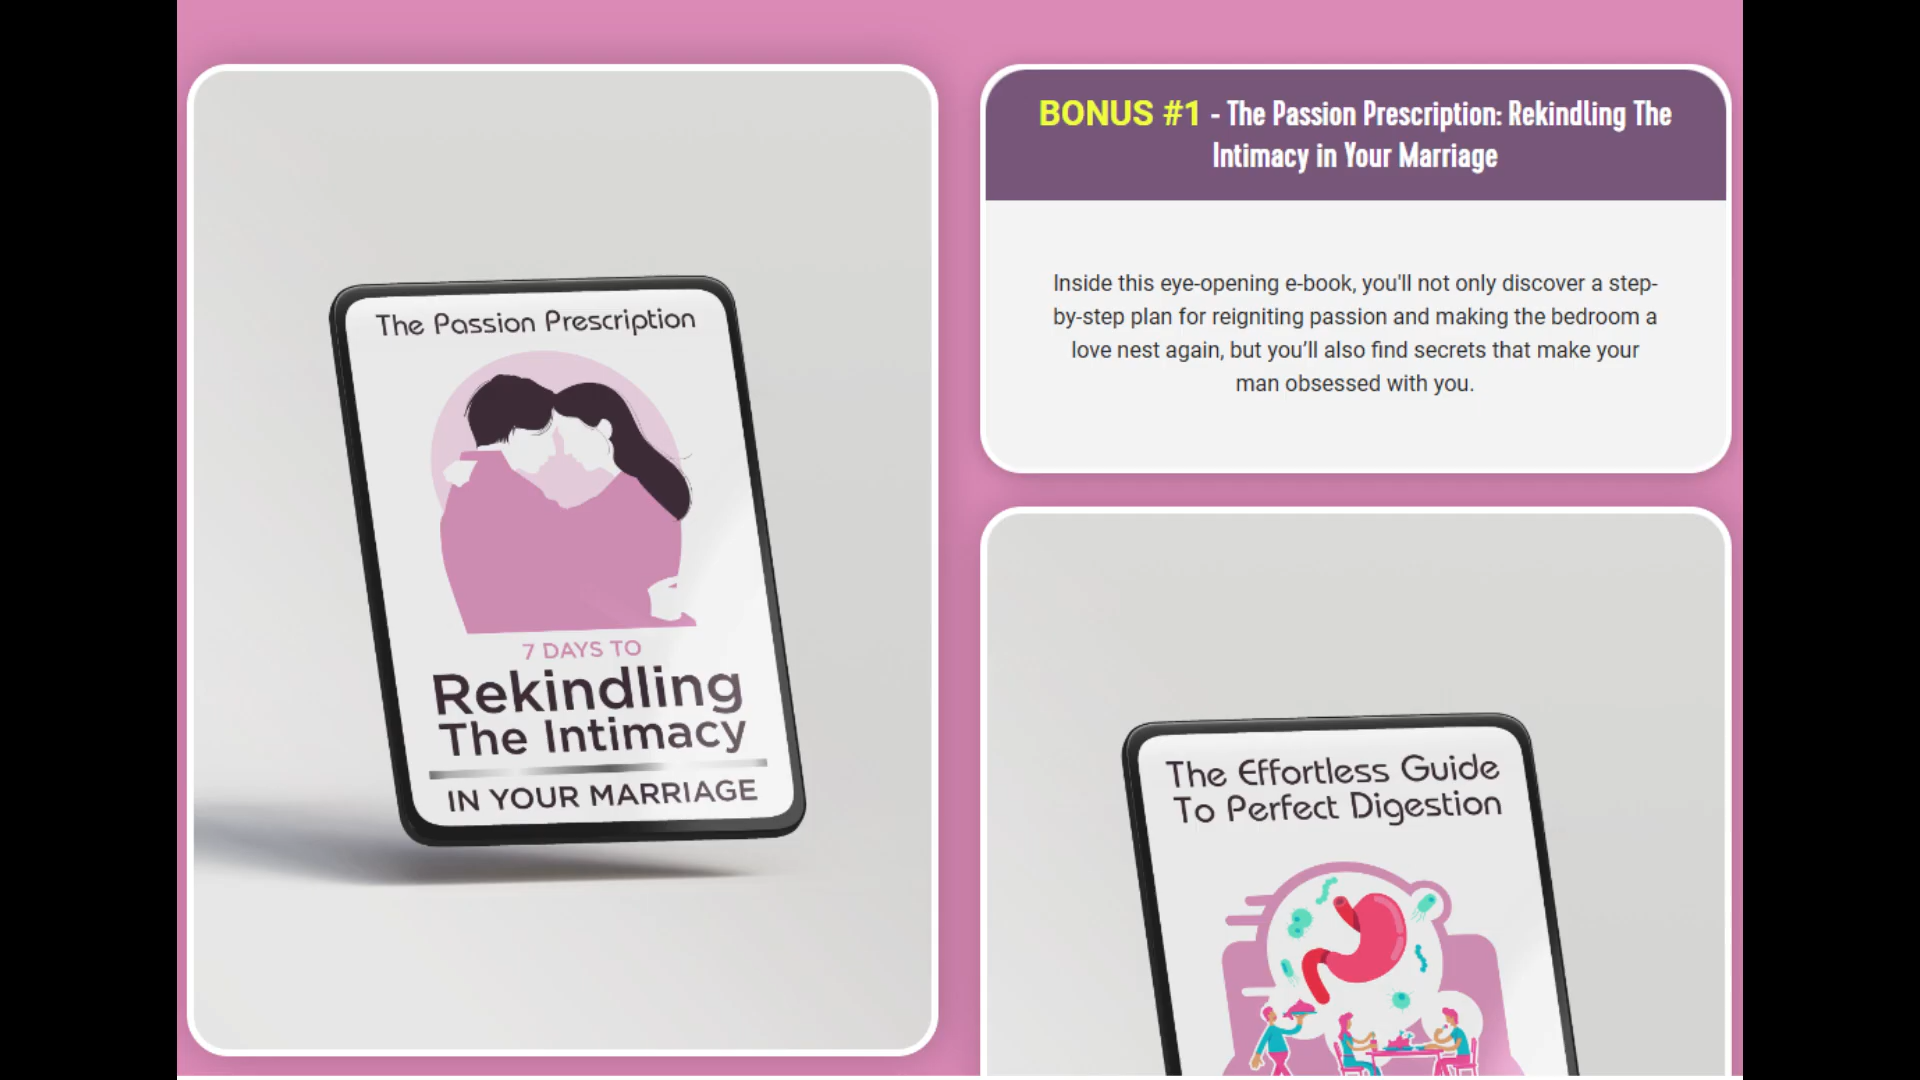 The Passion Prescription
7 DAYS TO
Rekindling
The Intimacy
IN YOUR MARRIAGE
BONUS #1 - The Passion Prescription: Rekindling The
Intimacy in Your Marriage
Inside this eye-opening e-book, you'll not only discover a step-
by-step plan for reigniting passion and making the bedroom a
love nest again, but you’ll also find secrets that make your
man obsessed with you.
The Effortless Guide
To Perfect Digestion